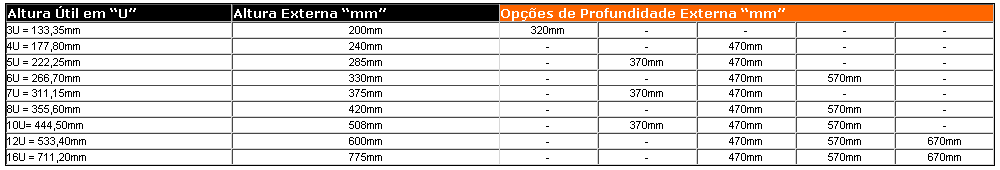 Altura Útil em “U” Altura Externa “mm” Opções de Profundidade Externa “mm”
3U = 133,35mm 200mm 320mm - - - -
4U = 177,80mm 240mm - - 470mm - -
5U = 222,25mm 285mm - 370mm 470mm - -
6U = 266,70mm 330mm - - 470mm 570mm -
7U = 311,15mm 375mm - 370mm 470mm - -
8U = 355,60mm 420mm - - 470mm 570mm -
10U= 444,50mm 508mm - 370mm 470mm 570mm -
12U = 533,40mm 600mm - - 470mm 570mm 670mm
16U = 711,20mm 775mm - - 470mm 570mm 670mm